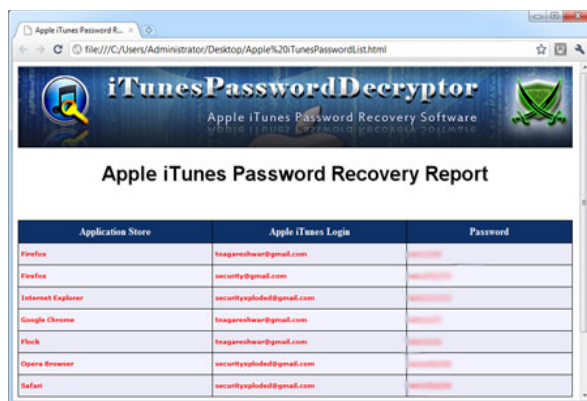 Apple iTunes Password R...
file:///C:/Users/Administrator/Desktop/Apple%20iTunesPasswordList.html
iTunesPasswordDecryptor
Apple iTunes Password Recovery Software
Apple iTunes Password Recovery Report
Application Store Apple iTunes Login Password
Firefox tnagareshwar@gmail.com
Firefox security@gmail.com
Internet Explorer securityxploded@gmail.com
Google Chrome tnagareshwar@gmail.com
Flock tnagareshwar@gmail.com
Opera Browser securityxploded@gmail.com
Safari securityxploded@gmail.com